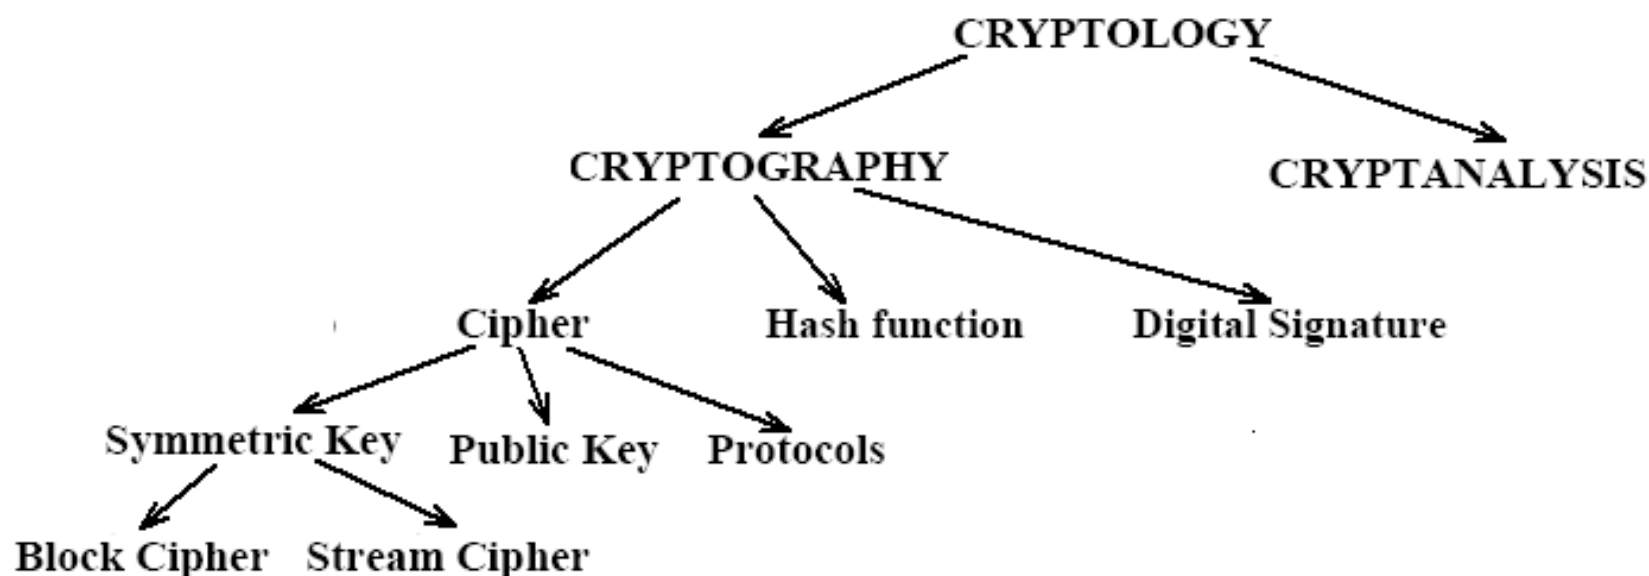 CRYPTOLOGY
CRYPTOGRAPHY
CRYPTANALYSIS
Cipher
Hash function
Digital Signature
Symmetric Key
Public Key
Protocols
Block Cipher
Stream Cipher